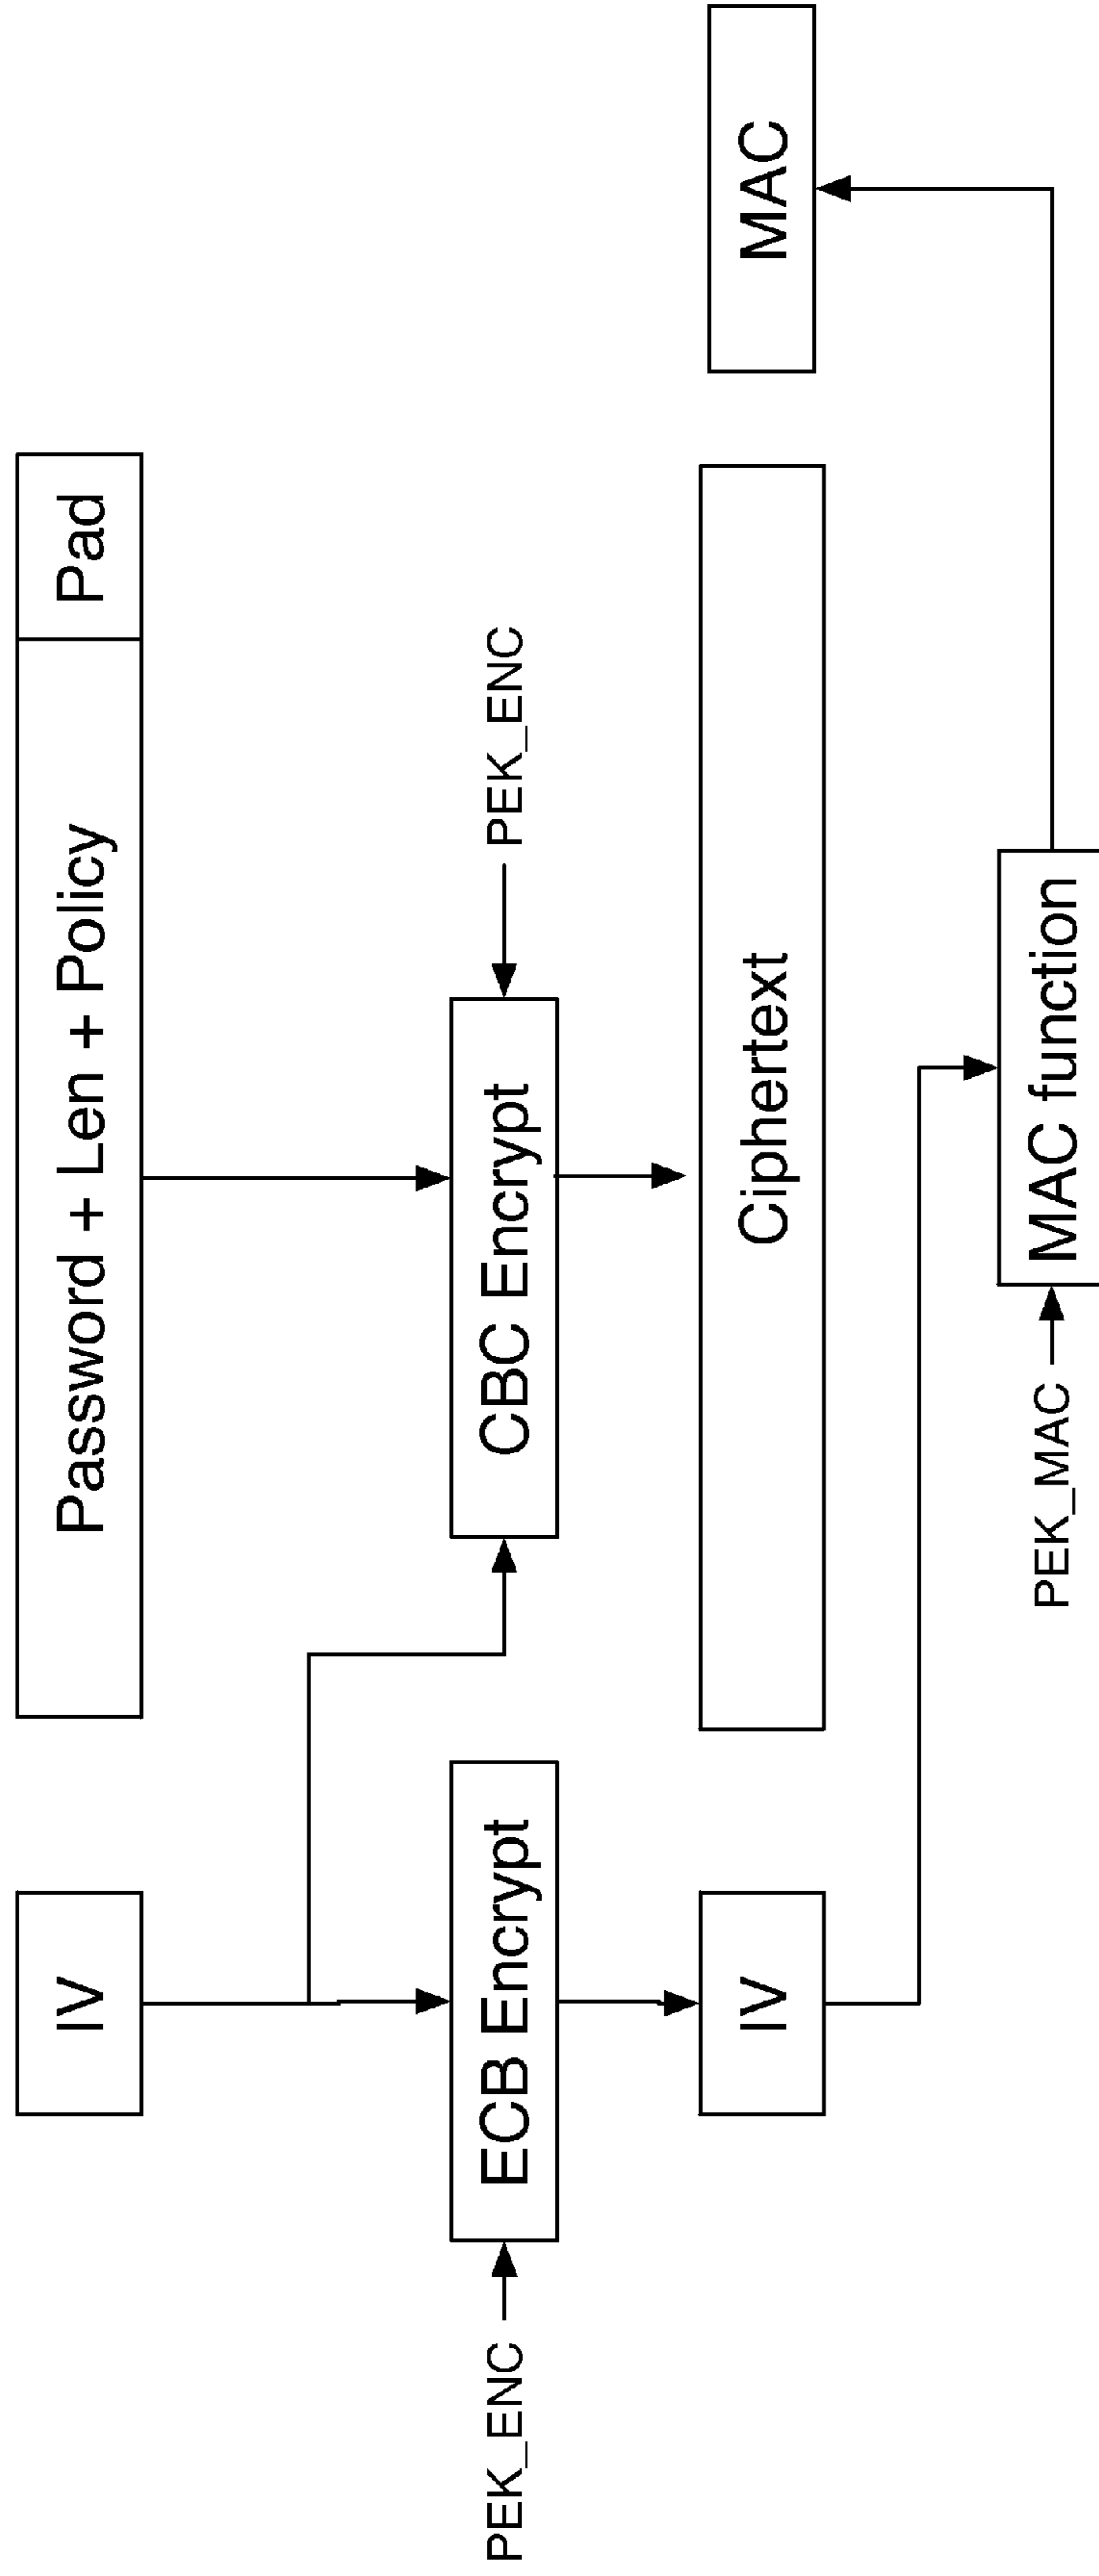 IV
Password + Len + Policy
Pad
PEK_ENC
ECB Encrypt
CBC Encrypt
PEK_ENC
IV
Ciphertext
MAC
PEK_MAC
MAC function